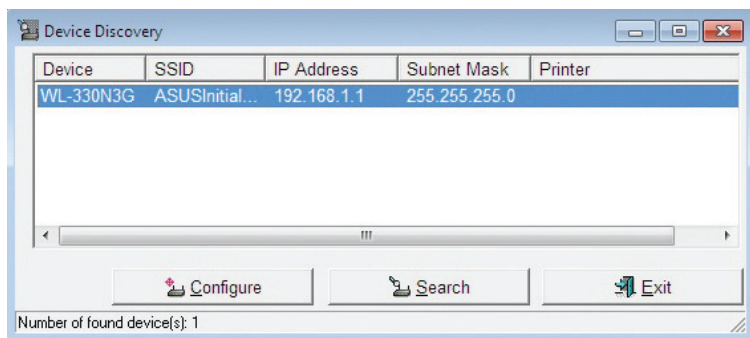 Device Discovery
Device SSID IP Address Subnet Mask Printer
WL-330N3G ASUSInitial... 192.168.1.1 255.255.255.0
Configure Search Exit
Number of found device(s): 1